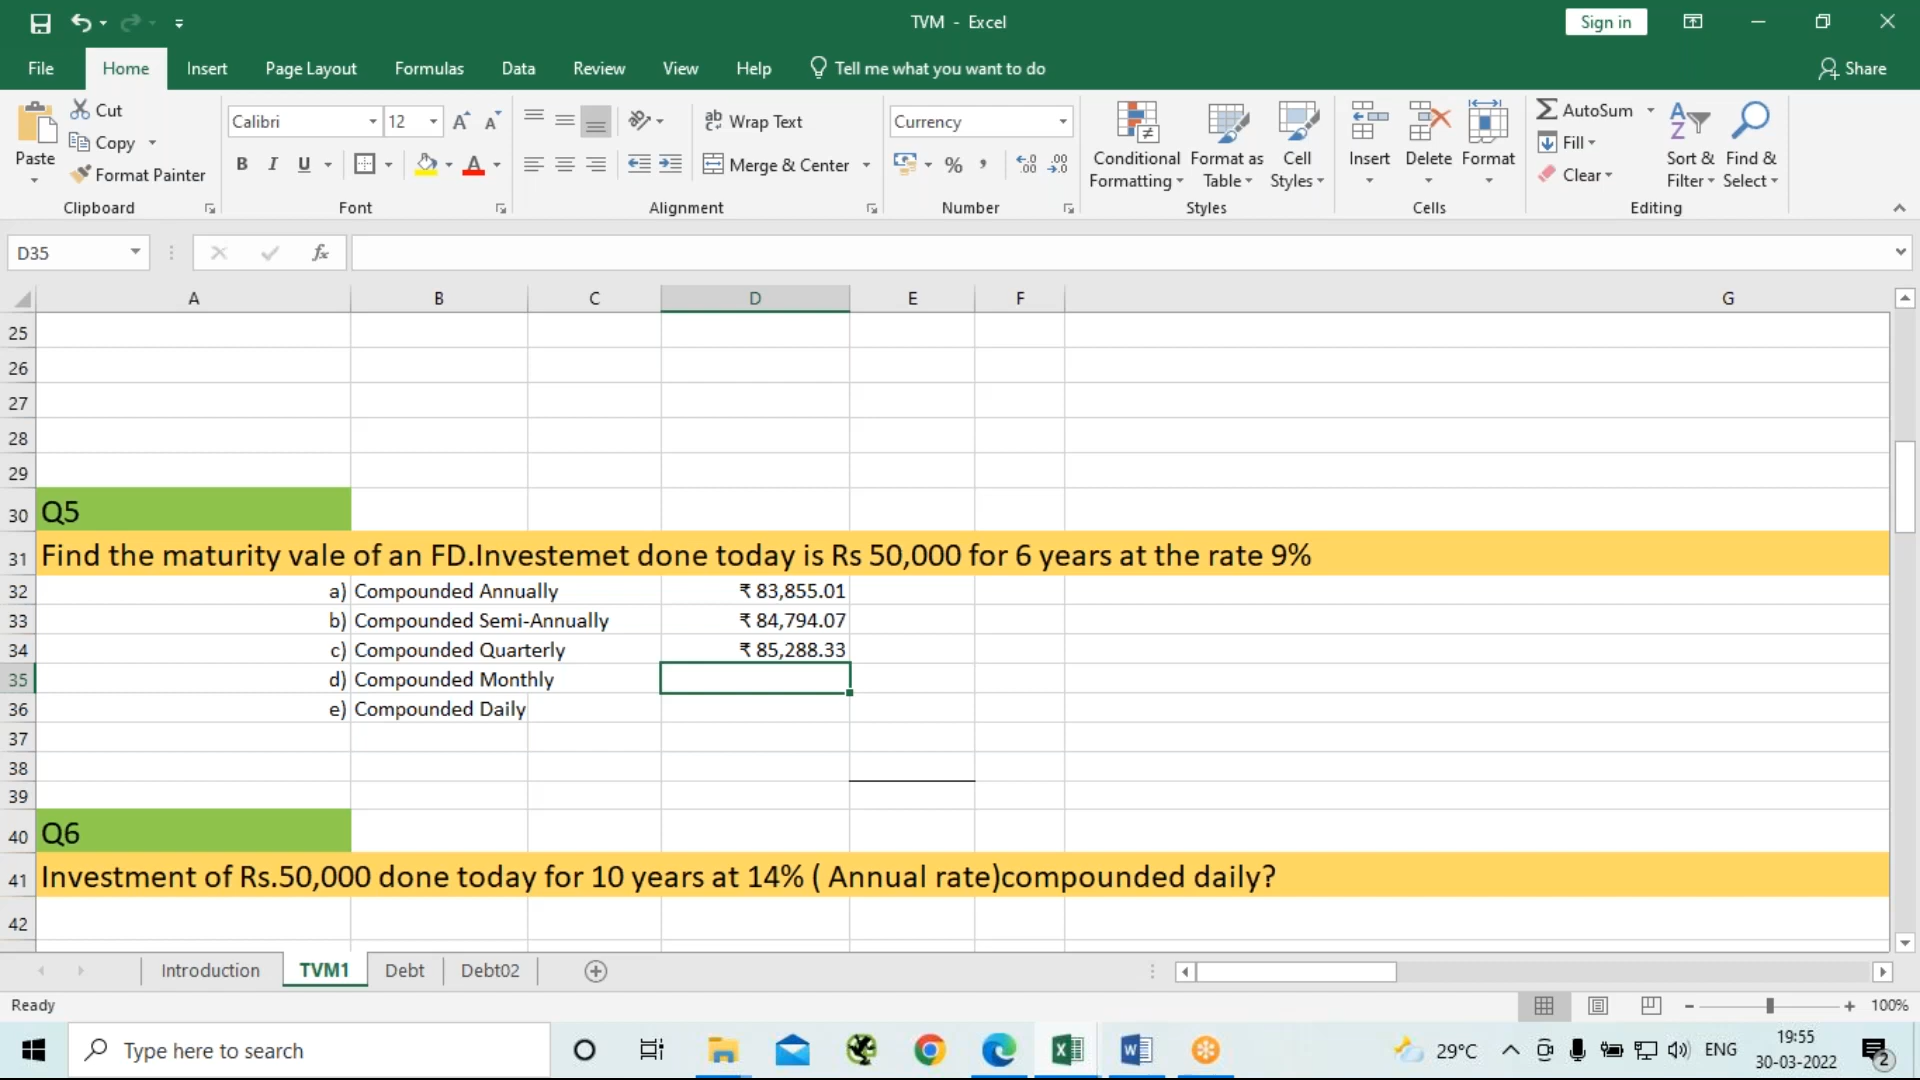 TVM - Excel
Sign in
File Home Insert Page Layout Formulas Data Review View Help Tell me what you want to do Share
Cut
Copy
Format Painter
Paste
Clipboard
Calibri 12
B I U
Font
Wrap Text
Merge & Center
Alignment
Currency
%
Number
Conditional Formatting
Format as Table
Cell Styles
Styles
Insert Delete Format
Cells
AutoSum
Fill
Clear
Sort & Filter
Find & Select
Editing
D35 fx
A B C D E F G
25
26
27
28
29
30 Q5
31 Find the maturity vale of an FD.Investemet done today is Rs 50,000 for 6 years at the rate 9%
32 a) Compounded Annually ₹ 83,855.01
33 b) Compounded Semi-Annually ₹ 84,794.07
34 c) Compounded Quarterly ₹ 85,288.33
35 d) Compounded Monthly
36 e) Compounded Daily
37
38
39
40 Q6
41 Investment of Rs.50,000 done today for 10 years at 14% ( Annual rate)compounded daily?
42
Introduction TVM1 Debt Debt02
Ready 100%
Type here to search 29°C ENG 19:55
30-03-2022 2